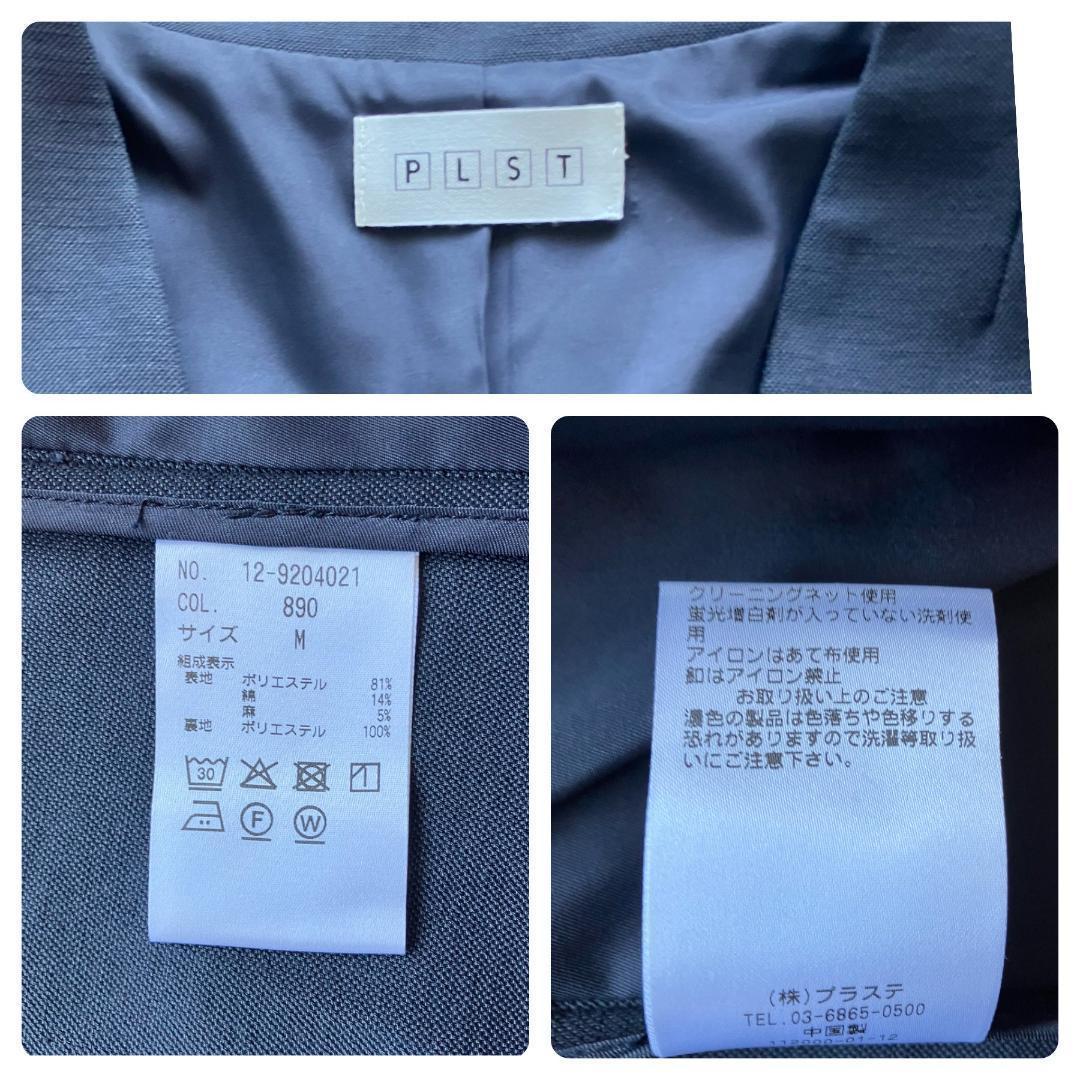 P L S T
NO. 12-9204021
COL. 890
サイズ M
組成表示
表地 ポリエステル 81%
綿 14%
麻 5%
裏地 ポリエステル 100%
30
F W
クリーニングネット使用
蛍光増白剤が入っていない洗剤使
用
アイロンはあて布使用
釦はアイロン禁止
お取り扱い上のご注意
濃色の製品は色落ちや色移りする
恐れがありますので洗濯等取り扱
いにご注意下さい。
(株)プラステ
TEL.03-6865-0500
中国製